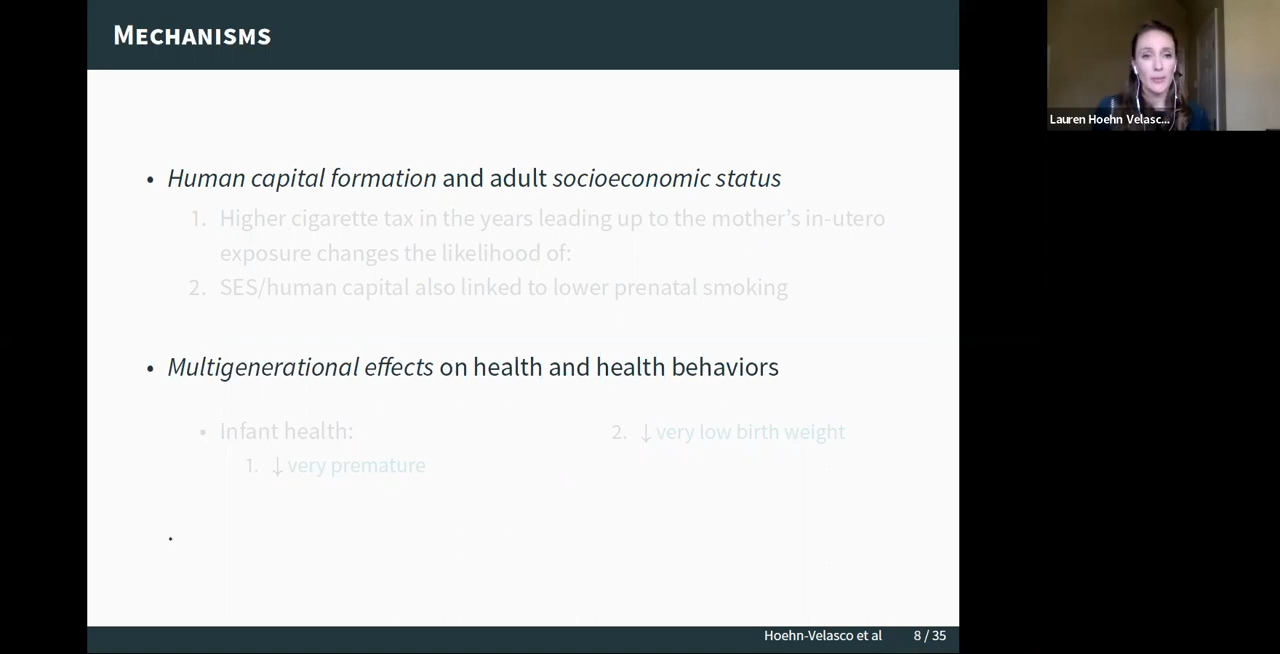 Mechanisms
Lauren Hoehn Velasc...
• Human capital formation and adult socioeconomic status
1. Higher cigarette tax in the years leading up to the mother's in-utero
exposure changes the likelihood of:
2. SES/human capital also linked to lower prenatal smoking
• Multigenerational effects on health and health behaviors
• Infant health:
1. ↓ very premature
2. ↓ very low birth weight
.
Hoehn-Velasco et al 8 / 35